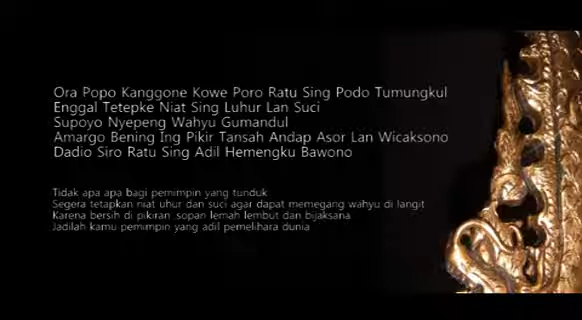 Ora Popo Kanggone Kowe Poro Ratu Sing Podo Tumungkul
Enggal Tetepke Niat Sing Luhur Lan Suci
Supoyo Nyepeng Wahyu Gumandul
Amargo Bening Ing Pikir Tansah Andap Asor Lan Wicaksono
Dadio Siro Ratu Sing Adil Hemengku Bawono
Tidak apa apa bagi pemimpin yang tunduk
Segera tetapkan niat uhur dan suci agar dapat memegang wahyu di langit
Karena bersih di pikiran sopan lemah lembut dan bijaksana
Jadilah kamu pemimpin yang adil pemelihara dunia